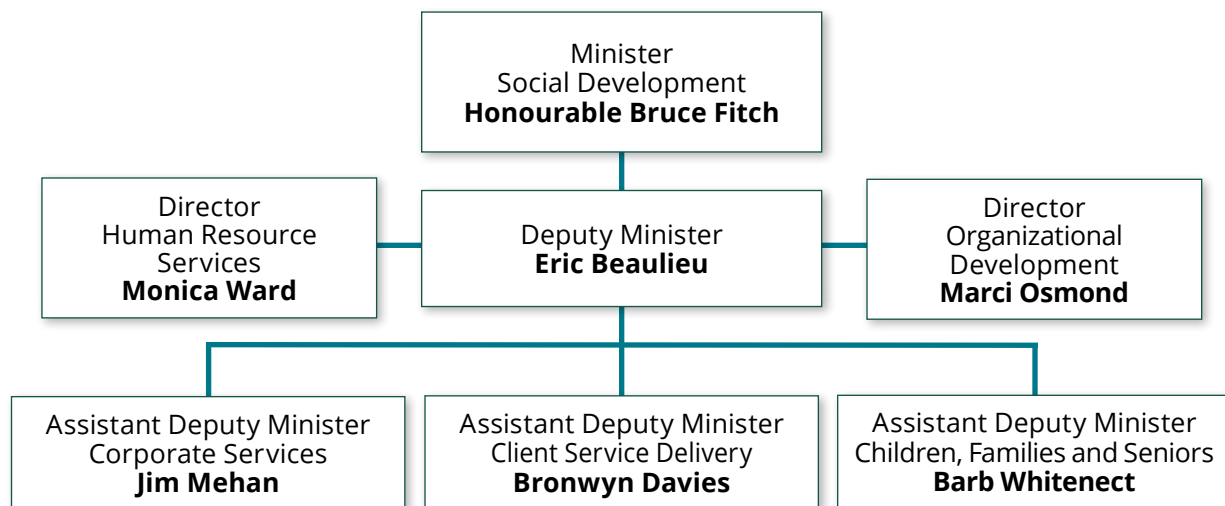 Minister
Social Development
Honourable Bruce Fitch
Director
Human Resource
Services
Monica Ward
Deputy Minister
Eric Beaulieu
Director
Organizational
Development
Marci Osmond
Assistant Deputy Minister
Corporate Services
Jim Mehan
Assistant Deputy Minister
Client Service Delivery
Bronwyn Davies
Assistant Deputy Minister
Children, Families and Seniors
Barb Whitenect